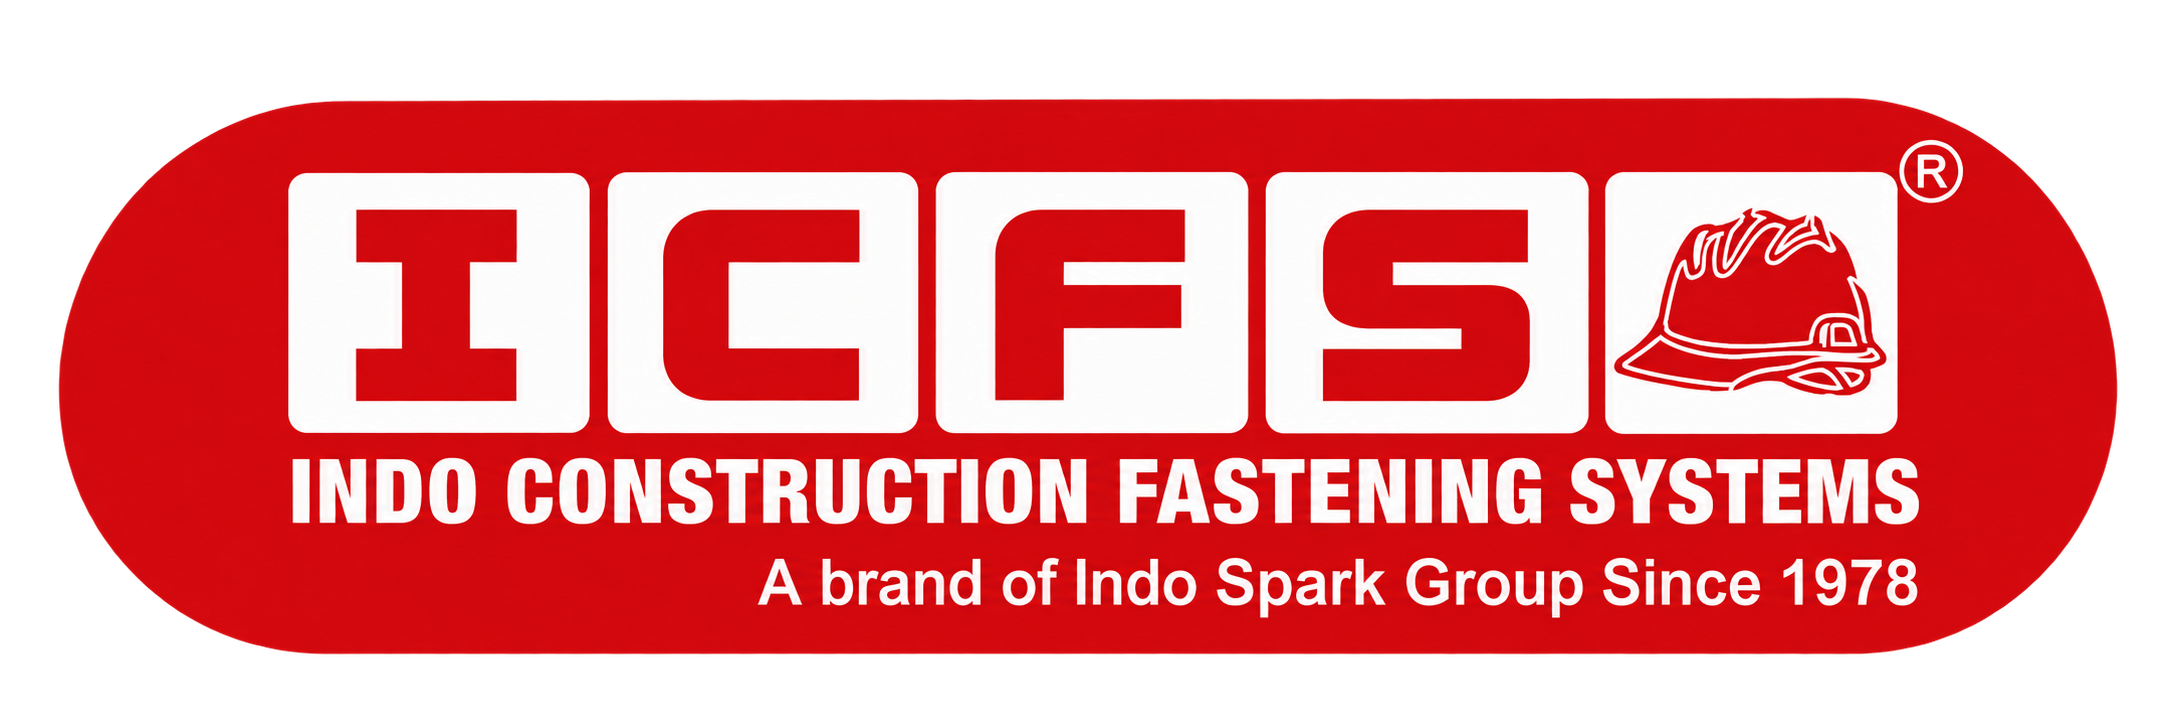 ICFS®
INDO CONSTRUCTION FASTENING SYSTEMS
A brand of Indo Spark Group Since 1978